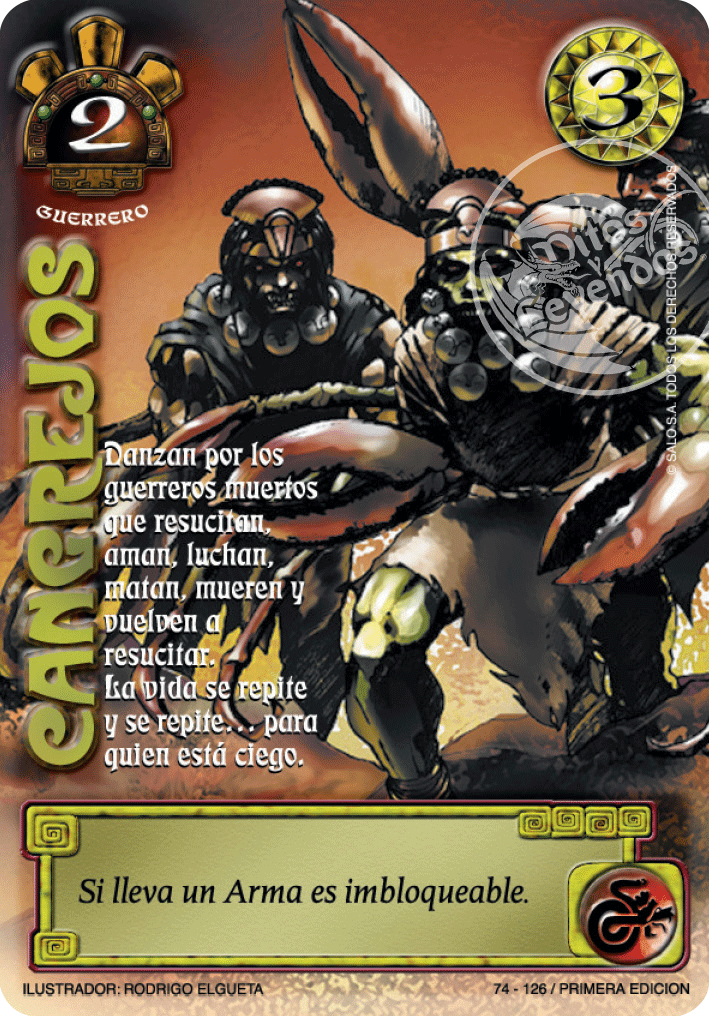 2
3
GUERRERO
CANGREJOS
Mitos
y
Leyendas
© SALO S.A. TODOS LOS DERECHOS RESERVADOS
Danzan por los
guerreros muertos
que resucitan,
aman, luchan,
matan, mueren y
vuelven a
resucitar.
La vida se repite
y se repite... para
quien está ciego.
Si lleva un Arma es imbloqueable.
ILUSTRADOR: RODRIGO ELGUETA
74 - 126 / PRIMERA EDICION